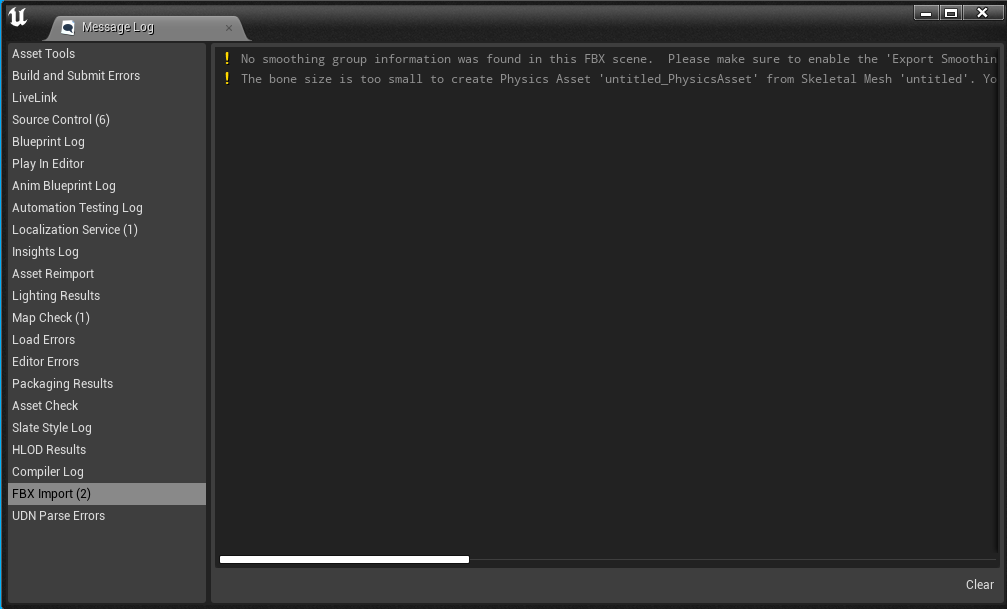 Message Log
Asset Tools
Build and Submit Errors
LiveLink
Source Control (6)
Blueprint Log
Play In Editor
Anim Blueprint Log
Automation Testing Log
Localization Service (1)
Insights Log
Asset Reimport
Lighting Results
Map Check (1)
Load Errors
Editor Errors
Packaging Results
Asset Check
Slate Style Log
HLOD Results
Compiler Log
FBX Import (2)
UDN Parse Errors
! No smoothing group information was found in this FBX scene.  Please make sure to enable the 'Export Smoothin
! The bone size is too small to create Physics Asset 'untitled_PhysicsAsset' from Skeletal Mesh 'untitled'. Yo
Clear